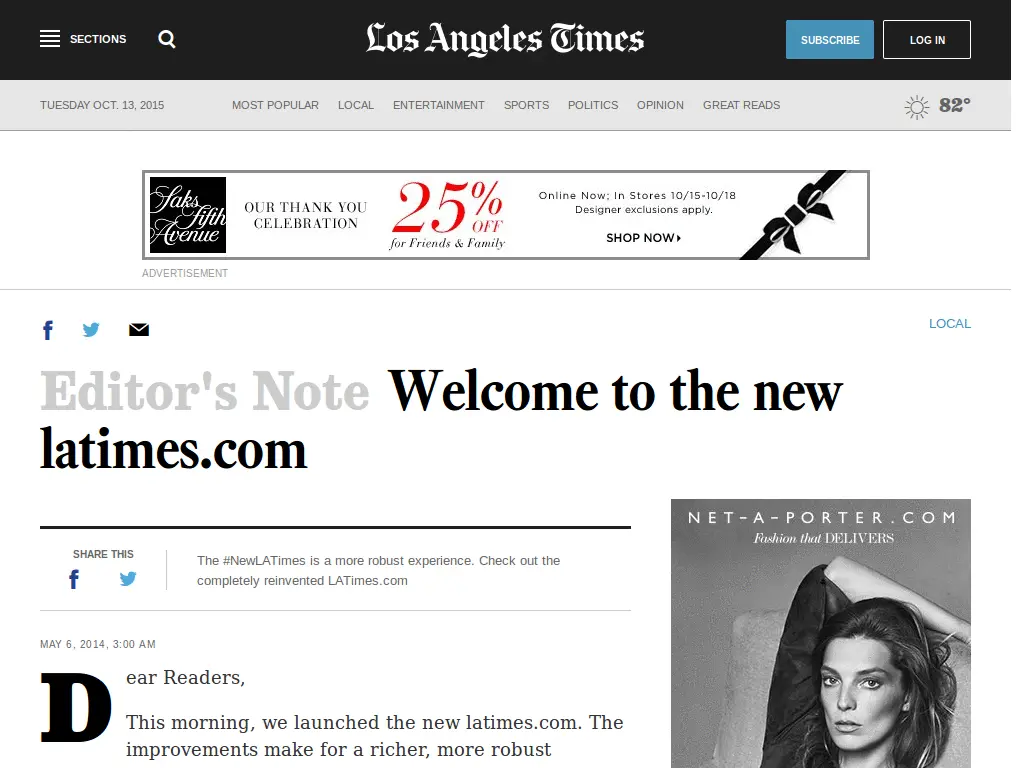 SECTIONS
Los Angeles Times
SUBSCRIBE
LOG IN
TUESDAY OCT. 13, 2015
MOST POPULAR LOCAL ENTERTAINMENT SPORTS POLITICS OPINION GREAT READS
82°
Saks
fifth
Avenue
OUR THANK YOU
CELEBRATION
25%
OFF
for Friends & Family
Online Now; In Stores 10/15-10/18
Designer exclusions apply.
SHOP NOW
ADVERTISEMENT
LOCAL
Editor's Note Welcome to the new
latimes.com
SHARE THIS
The #NewLATimes is a more robust experience. Check out the
completely reinvented LATimes.com
MAY 6, 2014, 3:00 AM
Dear Readers,
This morning, we launched the new latimes.com. The
improvements make for a richer, more robust
NET-A-PORTER.COM
Fashion that DELIVERS